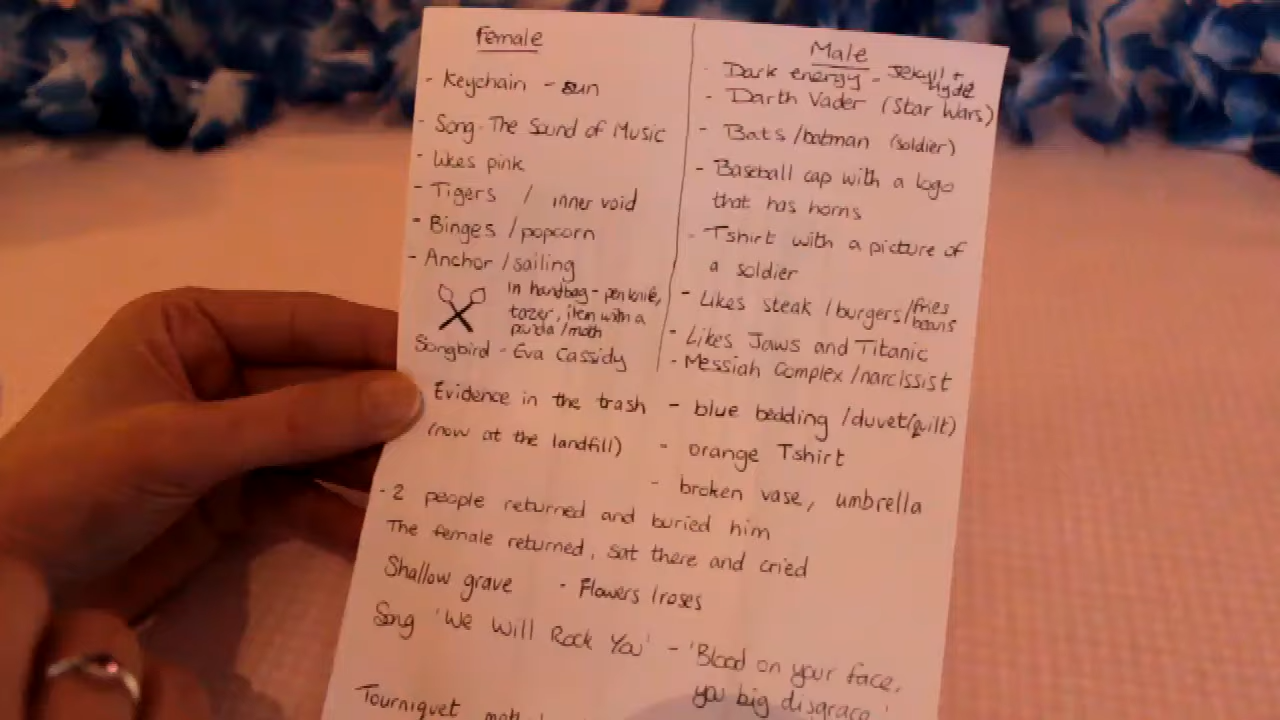 Female
- Keychain - sun
- Song - The Sound of Music
- likes pink
- Tigers / inner void
- Binges / popcorn
- Anchor / sailing
In handbag - penknife,
tazer, item with a
panda / moth
Songbird - Eva Cassidy
Male
- Dark energy - Jekyll + Hyde
- Darth Vader (Star Wars)
- Bats / batman (soldier)
- Baseball cap with a logo
that has horns
- Tshirt with a picture of
a soldier
- Likes steak / burgers / fries
beans
- Likes Jaws and Titanic
- Messiah Complex / narcissist
Evidence in the trash - blue bedding / duvet (quilt)
(now at the landfill) - orange Tshirt
- broken vase, umbrella
- 2 people returned and buried him
The female returned, sat there and cried
Shallow grave - Flowers / roses
Song 'We Will Rock You' - 'Blood on your face,
you big disgrace'
Tourniquet